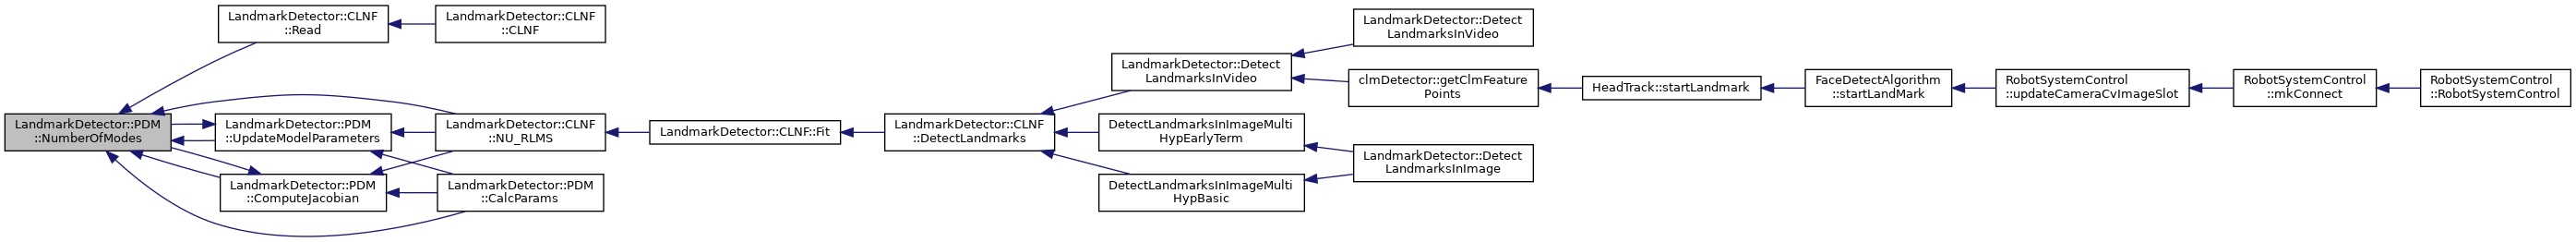 LandmarkDetector::PDM
::NumberOfModes
LandmarkDetector::CLNF
::Read
LandmarkDetector::CLNF
::CLNF
LandmarkDetector::PDM
::UpdateModelParameters
LandmarkDetector::CLNF
::NU_RLMS
LandmarkDetector::PDM
::ComputeJacobian
LandmarkDetector::PDM
::CalcParams
LandmarkDetector::CLNF::Fit
LandmarkDetector::CLNF
::DetectLandmarks
LandmarkDetector::Detect
LandmarksInVideo
DetectLandmarksInImageMulti
HypEarlyTerm
DetectLandmarksInImageMulti
HypBasic
LandmarkDetector::Detect
LandmarksInVideo
clmDetector::getClmFeature
Points
LandmarkDetector::Detect
LandmarksInImage
HeadTrack::startLandmark
FaceDetectAlgorithm
::startLandMark
RobotSystemControl
::updateCameraCvImageSlot
RobotSystemControl
::mkConnect
RobotSystemControl
::RobotSystemControl